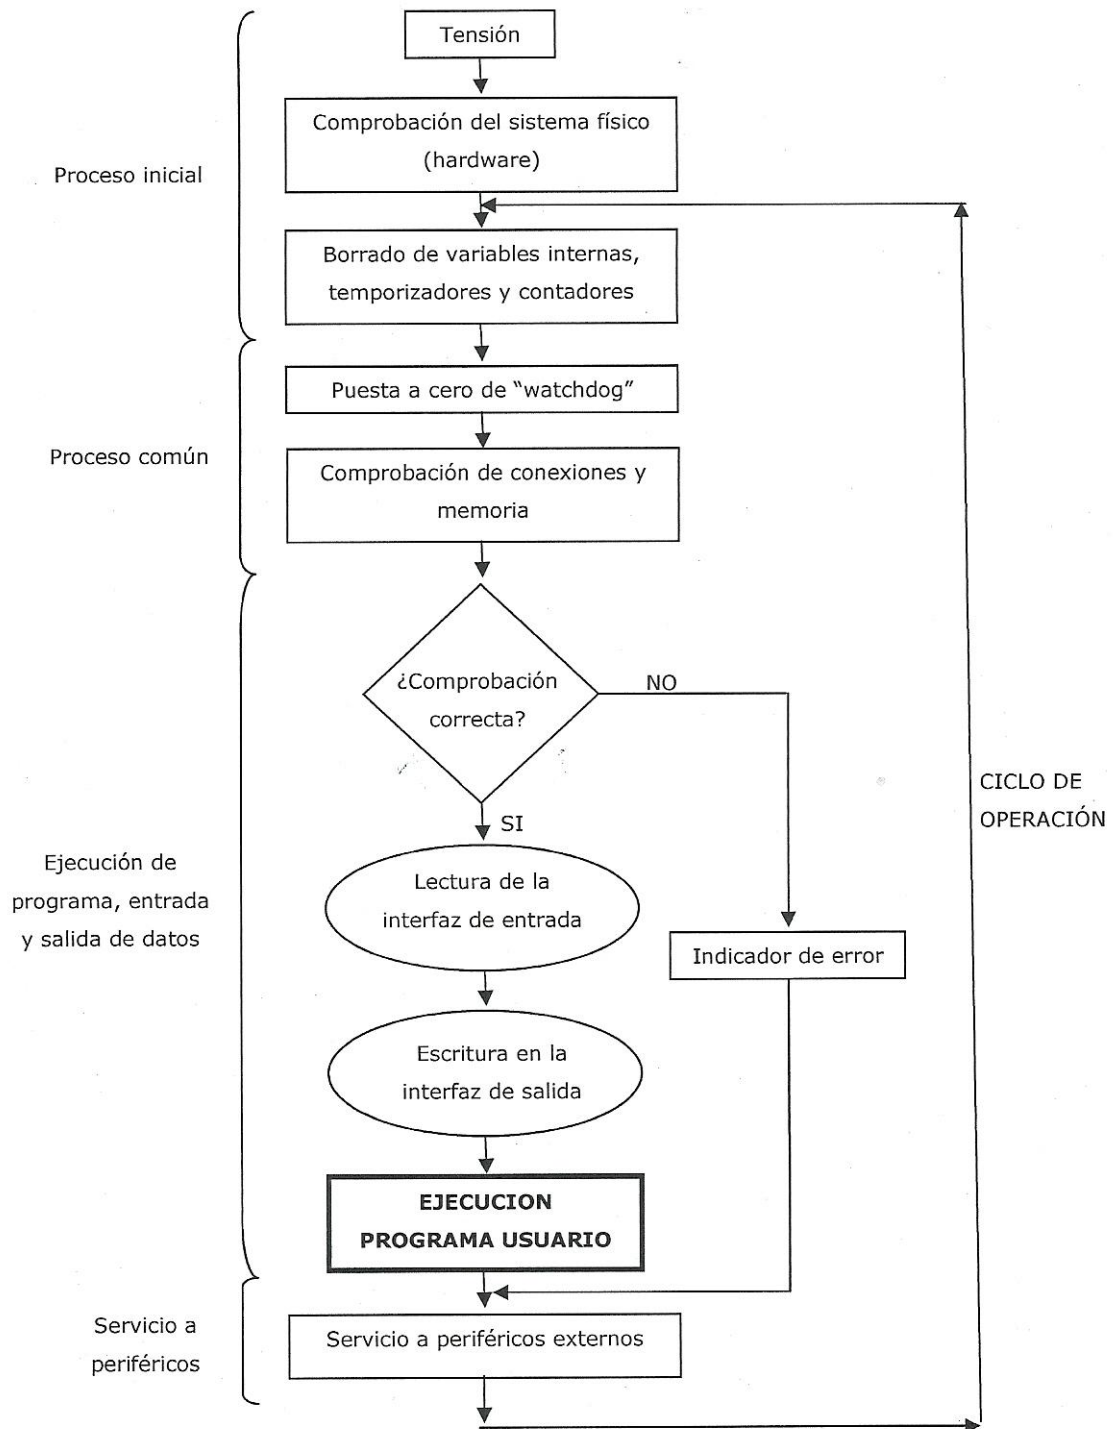 Tensión
Comprobación del sistema físico
(hardware)
Proceso inicial
Borrado de variables internas,
temporizadores y contadores
Puesta a cero de “watchdog”
Proceso común
Comprobación de conexiones y
memoria
¿Comprobación
correcta?
NO
SI
CICLO DE
OPERACIÓN
Ejecución de
programa, entrada
y salida de datos
Lectura de la
interfaz de entrada
Indicador de error
Escritura en la
interfaz de salida
EJECUCION
PROGRAMA USUARIO
Servicio a
periféricos
Servicio a periféricos externos